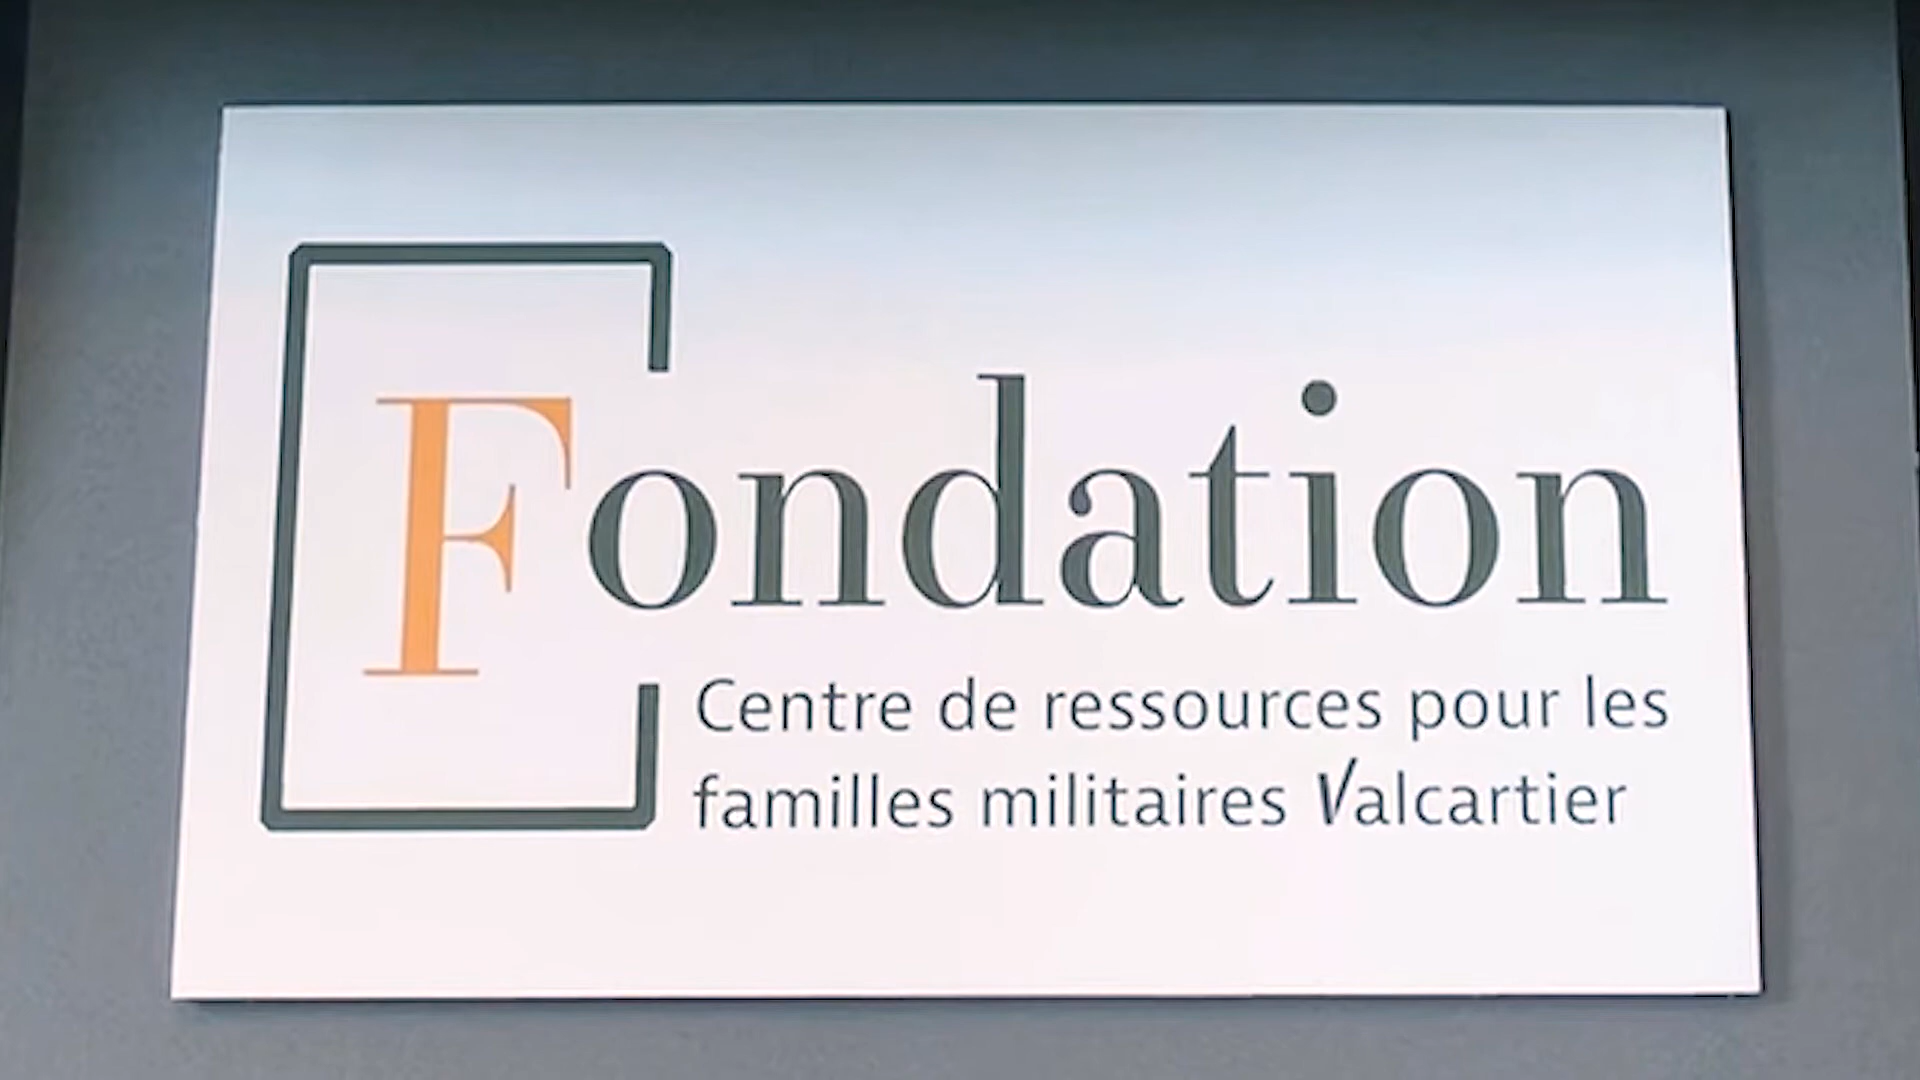 Fondation
Centre de ressources pour les
familles militaires Valcartier